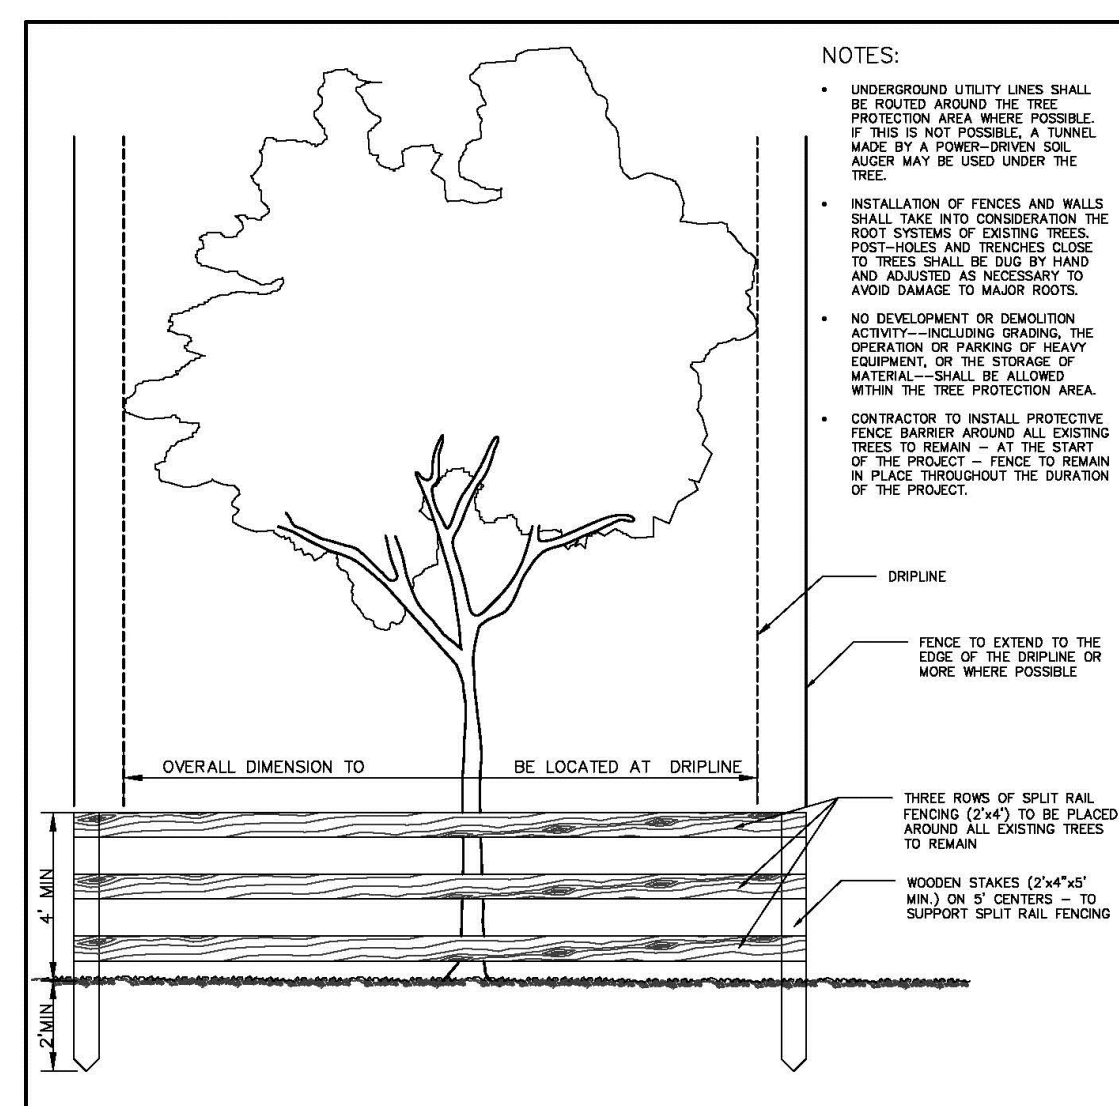 NOTES:
• UNDERGROUND UTILITY LINES SHALL
BE ROUTED AROUND THE TREE
PROTECTION AREA WHERE POSSIBLE.
IF THIS IS NOT POSSIBLE, A TUNNEL
MADE BY A POWER-DRIVEN SOIL
AUGER MAY BE USED UNDER THE
TREE.
• INSTALLATION OF FENCES AND WALLS
SHALL TAKE INTO CONSIDERATION THE
ROOT SYSTEMS OF EXISTING TREES.
POST-HOLES AND TRENCHES CLOSE
TO TREES SHALL BE DUG BY HAND
AND ADJUSTED AS NECESSARY TO
AVOID DAMAGE TO MAJOR ROOTS.
• NO DEVELOPMENT OR DEMOLITION
ACTIVITY--INCLUDING GRADING, THE
OPERATION OR PARKING OF HEAVY
EQUIPMENT, OR THE STORAGE OF
MATERIAL--SHALL BE ALLOWED
WITHIN THE TREE PROTECTION AREA.
• CONTRACTOR TO INSTALL PROTECTIVE
FENCE BARRIER AROUND ALL EXISTING
TREES TO REMAIN - AT THE START
OF THE PROJECT - FENCE TO REMAIN
IN PLACE THROUGHOUT THE DURATION
OF THE PROJECT.
DRIPLINE
FENCE TO EXTEND TO THE
EDGE OF THE DRIPLINE OR
MORE WHERE POSSIBLE
OVERALL DIMENSION TO BE LOCATED AT DRIPLINE
THREE ROWS OF SPLIT RAIL
FENCING (2'x4') TO BE PLACED
AROUND ALL EXISTING TREES
TO REMAIN
WOODEN STAKES (2'x4"x5'
MIN.) ON 5' CENTERS - TO
SUPPORT SPLIT RAIL FENCING
4' MIN
2'MIN